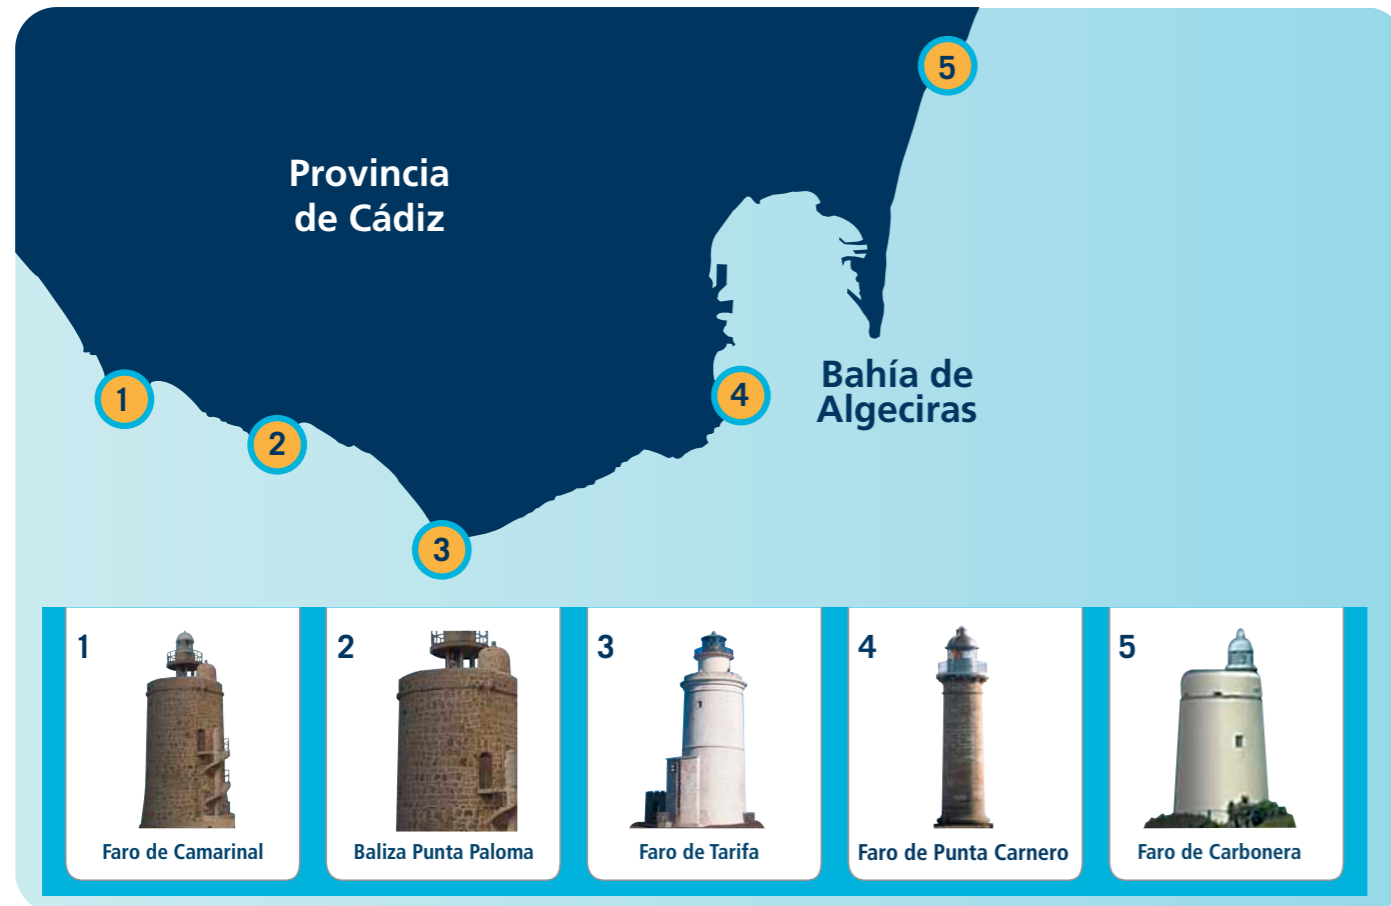 5
Provincia
de Cádiz
Bahía de
Algeciras
1
4
2
3
1
2
3
4
5
Faro de Camarinal
Baliza Punta Paloma
Faro de Tarifa
Faro de Punta Carnero
Faro de Carbonera